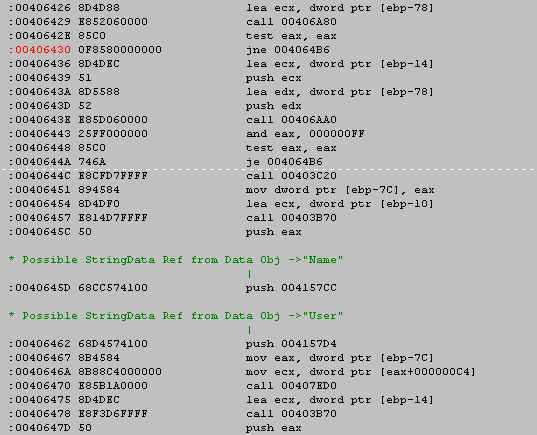 :00406426 8D4D88 lea ecx, dword ptr [ebp-78]
:00406429 E852060000 call 00406A80
:0040642E 85C0 test eax, eax
:00406430 0F8580000000 jne 004064B6
:00406436 8D4DEC lea ecx, dword ptr [ebp-14]
:00406439 51 push ecx
:0040643A 8D5588 lea edx, dword ptr [ebp-78]
:0040643D 52 push edx
:0040643E E85D060000 call 00406AA0
:00406443 25FF000000 and eax, 000000FF
:00406448 85C0 test eax, eax
:0040644A 746A je 004064B6
:0040644C E8CFD7FFFF call 00403C20
:00406451 894584 mov dword ptr [ebp-7C], eax
:00406454 8D4DF0 lea ecx, dword ptr [ebp-10]
:00406457 E814D7FFFF call 00403B70
:0040645C 50 push eax
* Possible StringData Ref from Data Obj ->"Name"
|
:0040645D 68CC574100 push 004157CC
* Possible StringData Ref from Data Obj ->"User"
|
:00406462 68D4574100 push 004157D4
:00406467 8B4584 mov eax, dword ptr [ebp-7C]
:0040646A 8B88C4000000 mov ecx, dword ptr [eax+000000C4]
:00406470 E85B1A0000 call 00407ED0
:00406475 8D4DEC lea ecx, dword ptr [ebp-14]
:00406478 E8F3D6FFFF call 00403B70
:0040647D 50 push eax